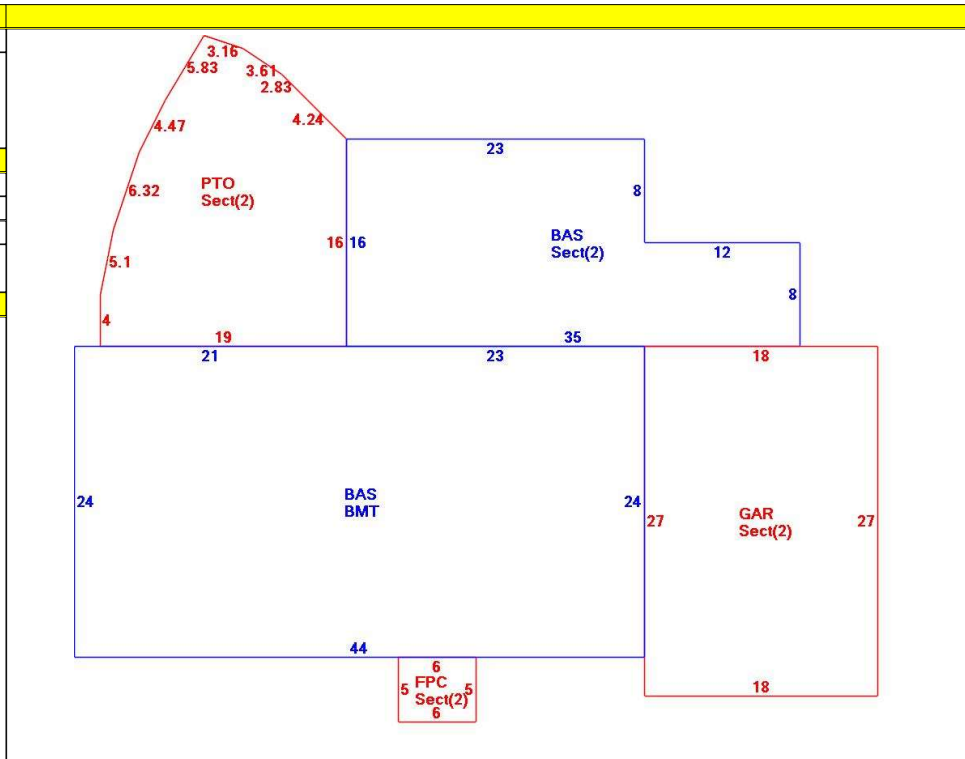 3.16
5.83
3.61
2.83
4.47
4.24
23
PTO
Sect(2)
6.32
8
16 16
BAS
Sect(2)
12
5.1
8
4
19
35
21
23
18
24
BAS
BMT
24
27
GAR
Sect(2)
27
44
6
5 FPC 5
Sect(2)
6
18